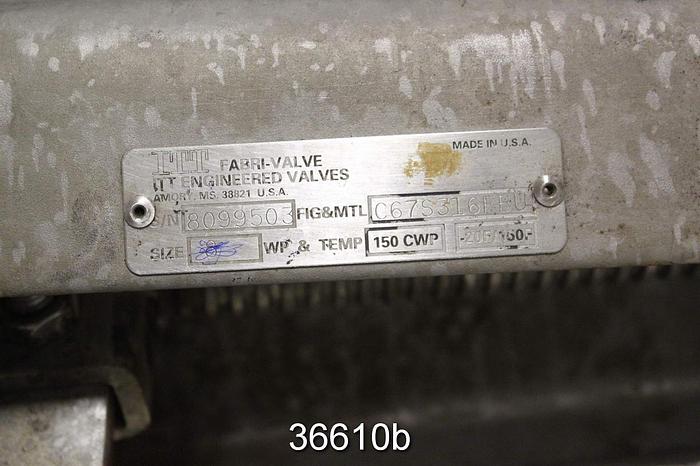 ITT FABRI-VALVE MADE IN U.S.A.
ITT ENGINEERED VALVES
AMORY, MS. 38821 U.S.A.
S/N 8099503 FIG&MTL
SIZE WP & TEMP 150 CWP
36610b